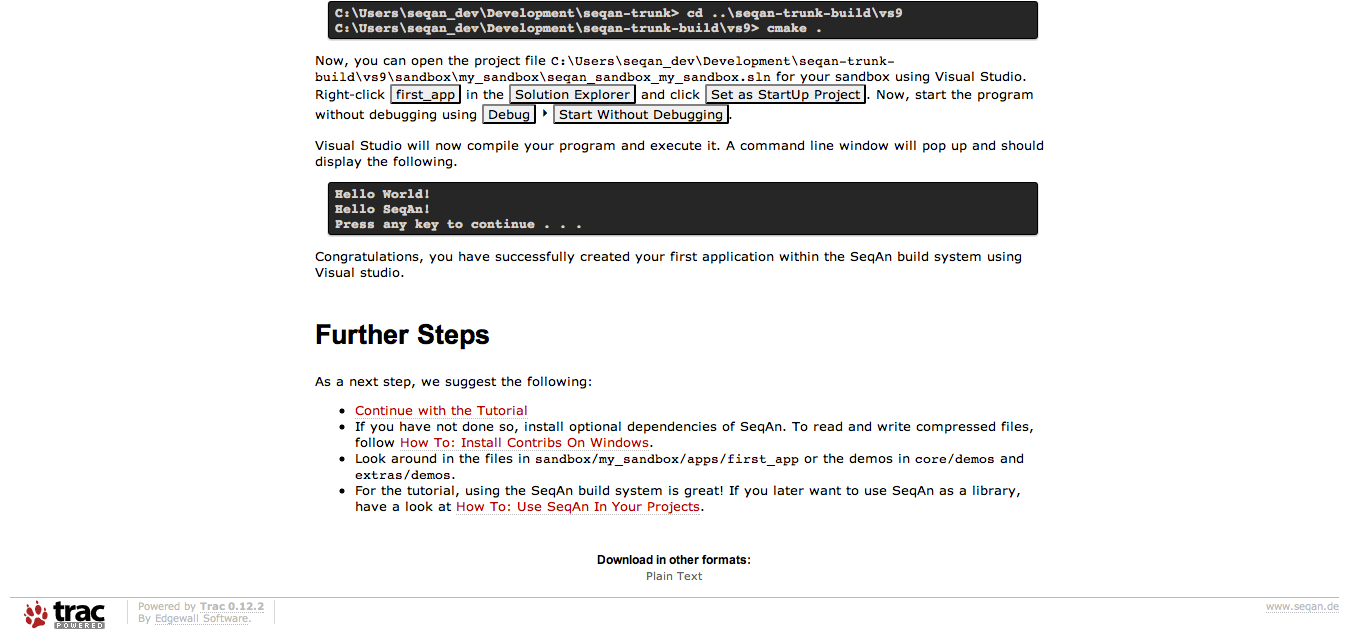 C:\Users\seqan_dev\Development\seqan-trunk> cd ..\seqan-trunk-build\vs9
C:\Users\seqan_dev\Development\seqan-trunk-build\vs9> cmake .
Now, you can open the project file C:\Users\seqan_dev\Development\seqan-trunk-
build\vs9\sandbox\my_sandbox\seqan_sandbox_my_sandbox.sln for your sandbox using Visual Studio.
Right-click first_app in the Solution Explorer and click Set as StartUp Project. Now, start the program
without debugging using Debug ‣ Start Without Debugging.
Visual Studio will now compile your program and execute it. A command line window will pop up and should
display the following.
Hello World!
Hello SeqAn!
Press any key to continue . . .
Congratulations, you have successfully created your first application within the SeqAn build system using
Visual studio.
Further Steps
As a next step, we suggest the following:
• Continue with the Tutorial
• If you have not done so, install optional dependencies of SeqAn. To read and write compressed files,
follow How To: Install Contribs On Windows.
• Look around in the files in sandbox/my_sandbox/apps/first_app or the demos in core/demos and
extras/demos.
• For the tutorial, using the SeqAn build system is great! If you later want to use SeqAn as a library,
have a look at How To: Use SeqAn In Your Projects.
Download in other formats:
Plain Text
trac
POWERED
Powered by Trac 0.12.2
By Edgewall Software.
www.seqan.de